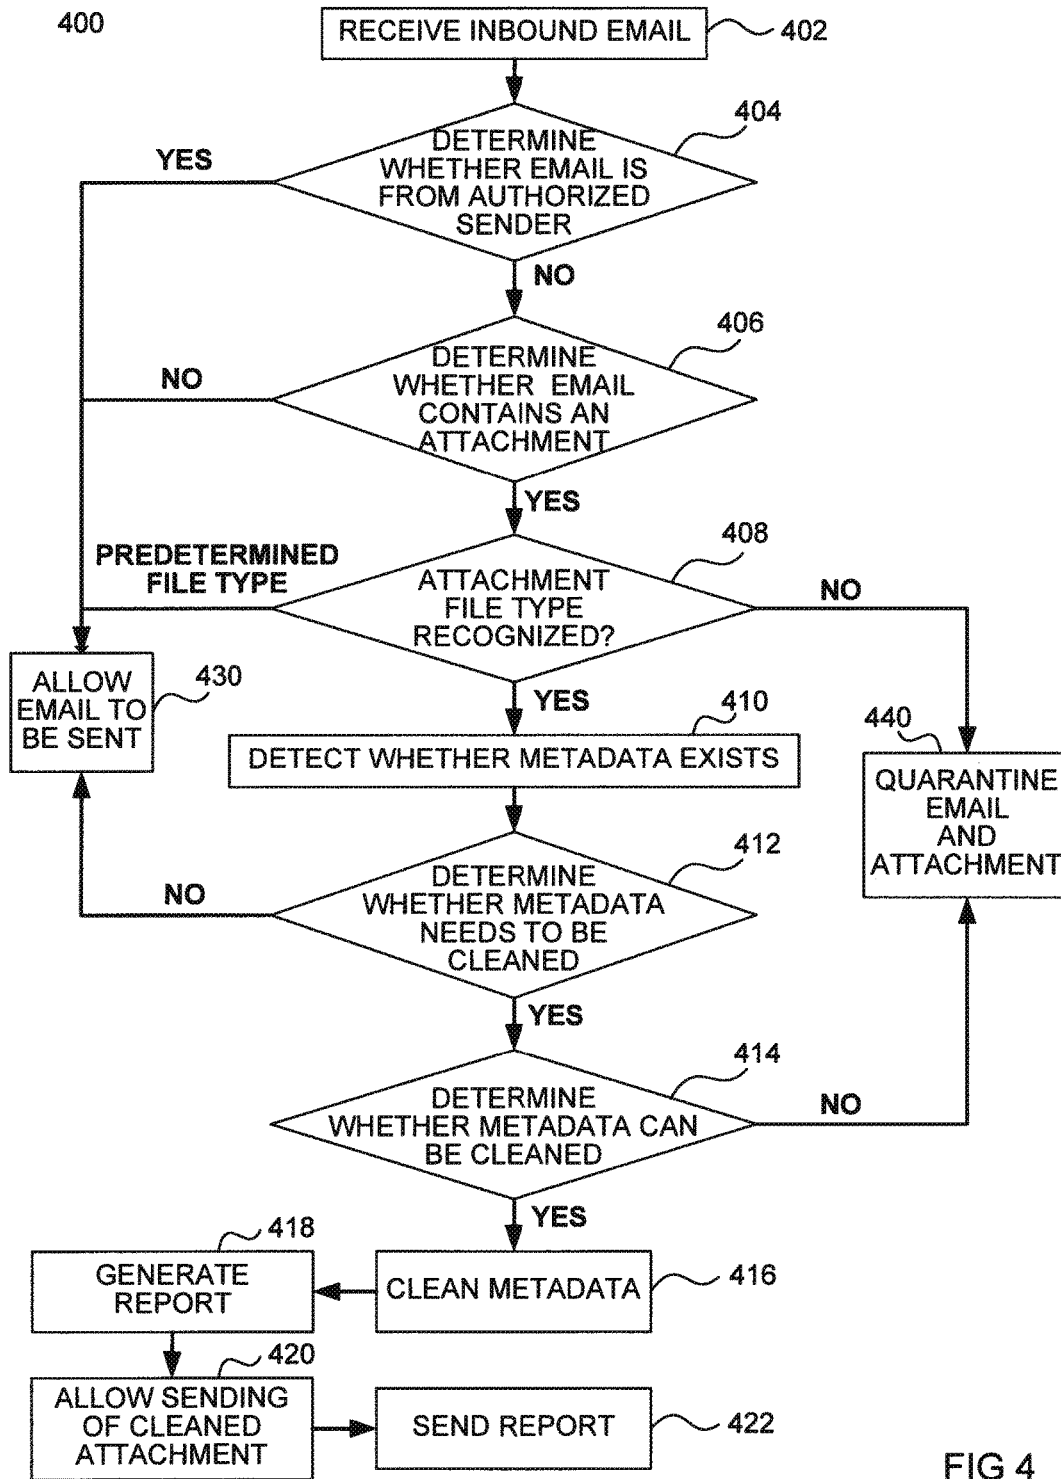 400
RECEIVE INBOUND EMAIL
402
404
DETERMINE
WHETHER EMAIL IS
FROM AUTHORIZED
SENDER
YES
NO
406
DETERMINE
WHETHER EMAIL
CONTAINS AN
ATTACHMENT
NO
YES
408
PREDETERMINED
FILE TYPE
ATTACHMENT
FILE TYPE
RECOGNIZED?
NO
YES
ALLOW
EMAIL TO
BE SENT
430
410
DETECT WHETHER METADATA EXISTS
440
QUARANTINE
EMAIL
AND
ATTACHMENT
412
DETERMINE
WHETHER METADATA
NEEDS TO BE
CLEANED
NO
YES
414
DETERMINE
WHETHER METADATA CAN
BE CLEANED
NO
YES
418
GENERATE
REPORT
CLEAN METADATA
416
420
ALLOW SENDING
OF CLEANED
ATTACHMENT
SEND REPORT
422
FIG 4